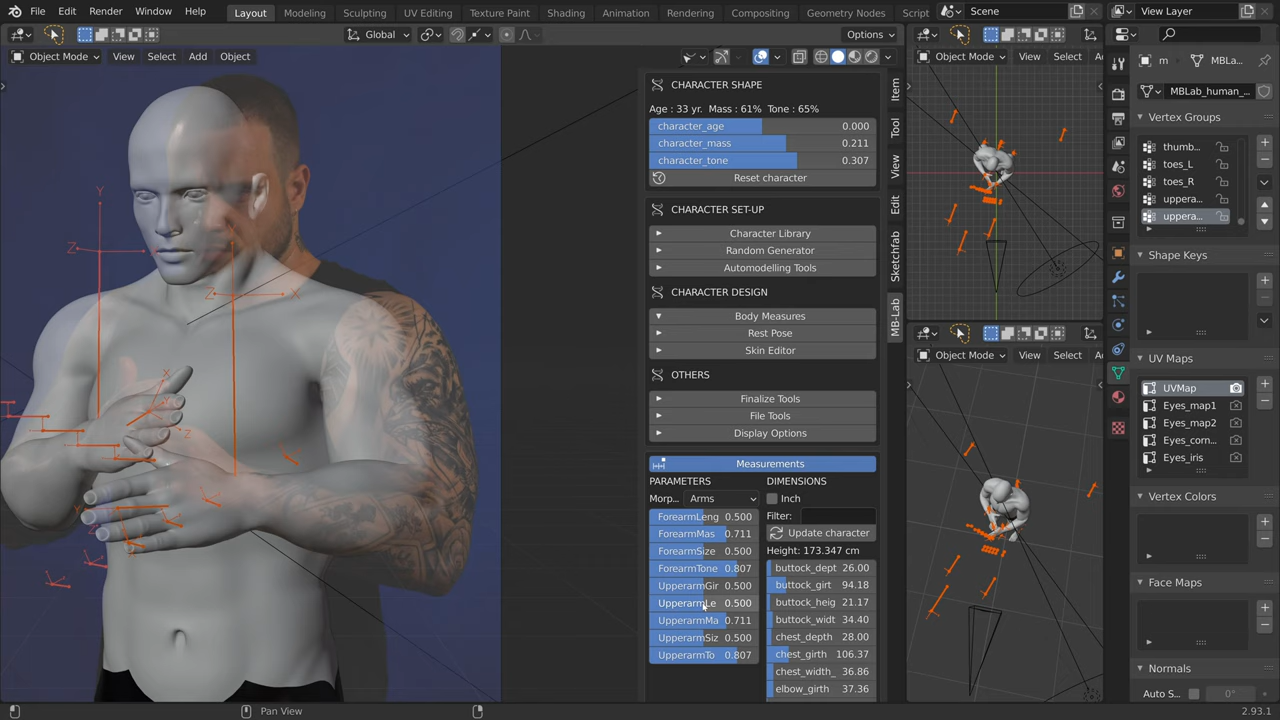 File Edit Render Window Help Layout Modeling Sculpting UV Editing Texture Paint Shading Animation Rendering Compositing Geometry Nodes Script Scene View Layer
Global Options
Object Mode View Select Add Object
Object Mode View Select
m MBLa...
MBLab_human_...
CHARACTER SHAPE
Age : 33 yr. Mass : 61% Tone : 65%
character_age 0.000
character_mass 0.211
character_tone 0.307
Reset character
CHARACTER SET-UP
Character Library
Random Generator
Automodelling Tools
CHARACTER DESIGN
Body Measures
Rest Pose
Skin Editor
OTHERS
Finalize Tools
File Tools
Display Options
Measurements
PARAMETERS
Morp... Arms
ForearmLeng 0.500
ForearmMas 0.711
ForearmSize 0.500
ForearmTone 0.807
UpperarmGir 0.500
UpperarmLe 0.500
UpperarmMa 0.711
UpperarmSiz 0.500
UpperarmTo 0.807
DIMENSIONS
Inch
Filter:
Update character
Height: 173.347 cm
buttock_dept 26.00
buttock_girt 94.18
buttock_heig 21.17
buttock_widt 34.40
chest_depth 28.00
chest_girth 106.37
chest_width_ 36.86
elbow_girth 37.36
Item
Tool
View
Edit
Sketchfab
MB-Lab
Object Mode View Select
Vertex Groups
thumb...
toes_L
toes_R
uppera...
uppera...
Shape Keys
UV Maps
UVMap
Eyes_map1
Eyes_map2
Eyes_corn...
Eyes_iris
Vertex Colors
Face Maps
Normals
Auto S... 0°
Y
Z
Z X
X
Z
Pan View
2.93.1